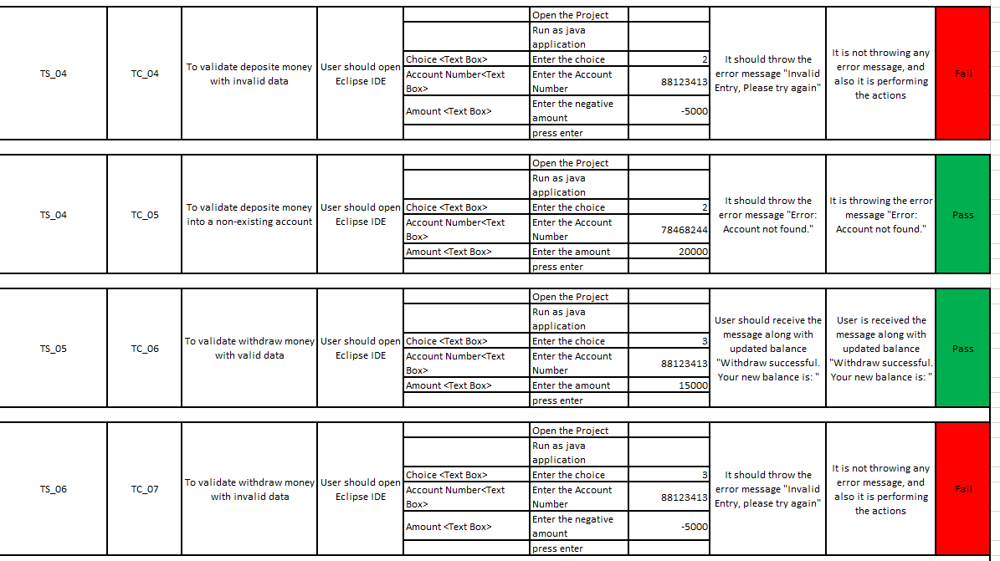 TS_04
TC_04
To validate deposite money
with invalid data
User should open
Eclipse IDE
Open the Project
Run as java
application
Choice <Text Box>
Enter the choice
2
Account Number<Text
Box>
Enter the Account
Number
88123413
Amount <Text Box>
Enter the negative
amount
-5000
press enter
It should throw the
error message "Invalid
Entry, Please try again"
It is not throwing any
error message, and
also it is performing
the actions
Fail
TS_04
TC_05
To validate deposite money
into a non-existing account
User should open
Eclipse IDE
Open the Project
Run as java
application
Choice <Text Box>
Enter the choice
2
Account Number<Text
Box>
Enter the Account
Number
78468244
Amount <Text Box>
Enter the amount
20000
press enter
It should throw the
error message "Error:
Account not found."
It is throwing the error
message "Error:
Account not found."
Pass
TS_05
TC_06
To validate withdraw money
with valid data
User should open
Eclipse IDE
Open the Project
Run as java
application
Choice <Text Box>
Enter the choice
3
Account Number<Text
Box>
Enter the Account
Number
88123413
Amount <Text Box>
Enter the amount
15000
press enter
User should receive the
message along with
updated balance
"Withdraw successful.
Your new balance is: "
User is received the
message along with
updated balance
"Withdraw successful.
Your new balance is: "
Pass
TS_06
TC_07
To validate withdraw money
with invalid data
User should open
Eclipse IDE
Open the Project
Run as java
application
Choice <Text Box>
Enter the choice
3
Account Number<Text
Box>
Enter the Account
Number
88123413
Amount <Text Box>
Enter the negative
amount
-5000
press enter
It should throw the
error message "Invalid
Entry, please try again"
It is not throwing any
error message, and
also it is performing
the actions
Fail